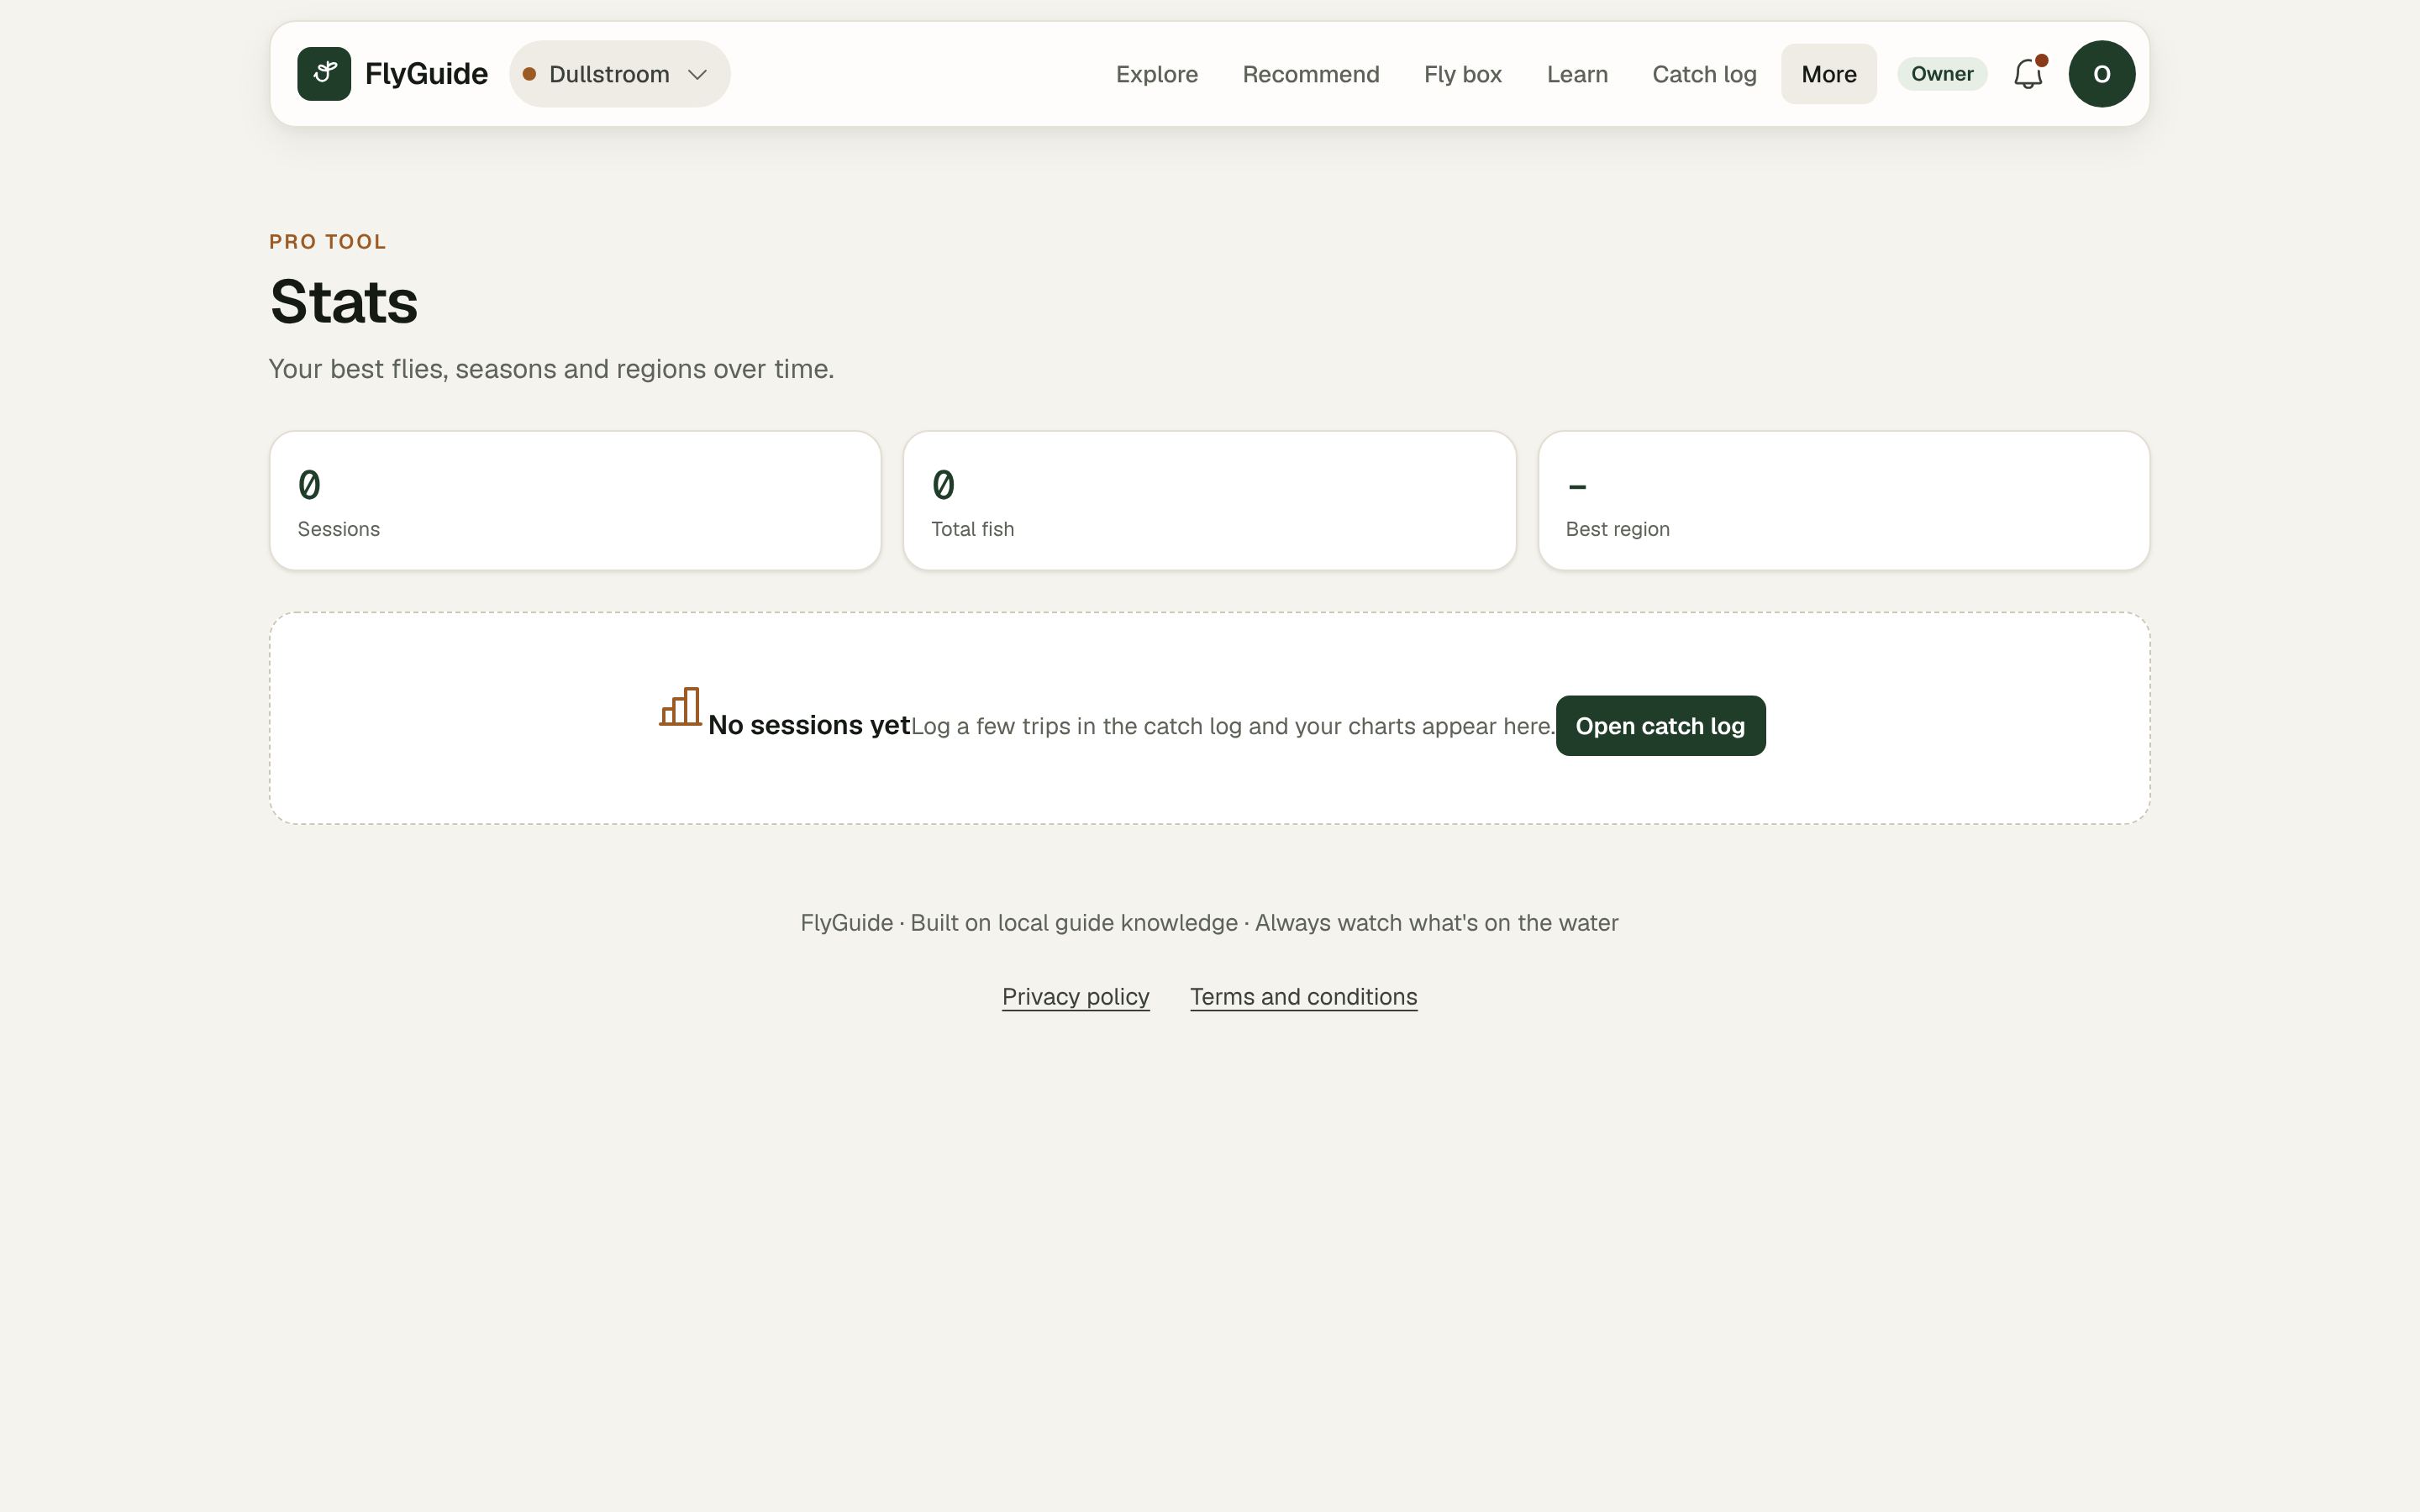 FlyGuide
Dullstroom
Explore
Recommend
Fly box
Learn
Catch log
More
Owner
O
PRO TOOL
Stats
Your best flies, seasons and regions over time.
0
Sessions
0
Total fish
–
Best region
No sessions yetLog a few trips in the catch log and your charts appear here.
Open catch log
FlyGuide · Built on local guide knowledge · Always watch what's on the water
Privacy policy
Terms and conditions